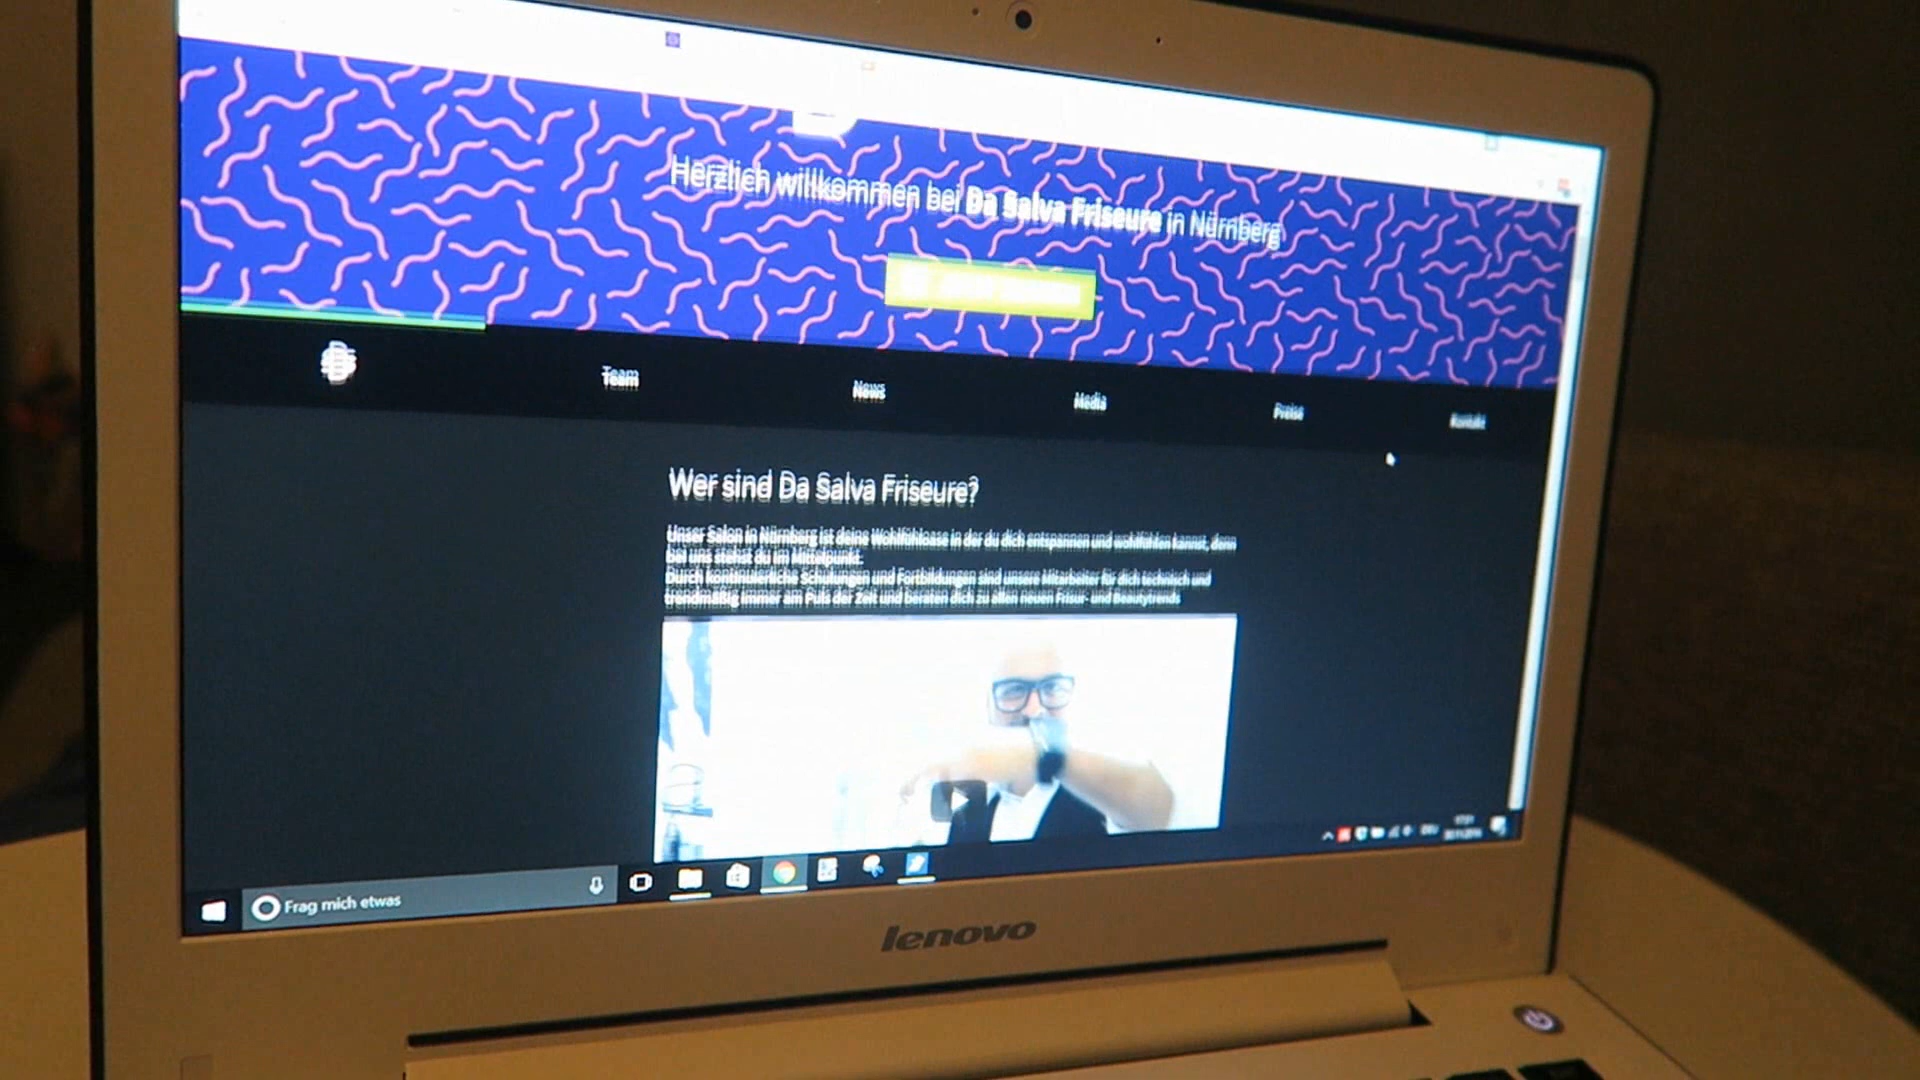 Herzlich willkommen bei Da Salva Friseure in Nürnberg
Team
News
Media
Preise
Kontakt
Wer sind Da Salva Friseure?
Unser Salon in Nürnberg ist deine Wohlfühloase in der du dich entspannen und wohlfühlen kannst, denn
bei uns stehst du im Mittelpunkt.
Durch kontinuierliche Schulungen und Fortbildungen sind unsere Mitarbeiter für dich technisch und
trendmäßig immer am Puls der Zeit und beraten dich zu allen neuen Frisur- und Beautytrends
Frag mich etwas
DEU
lenovo